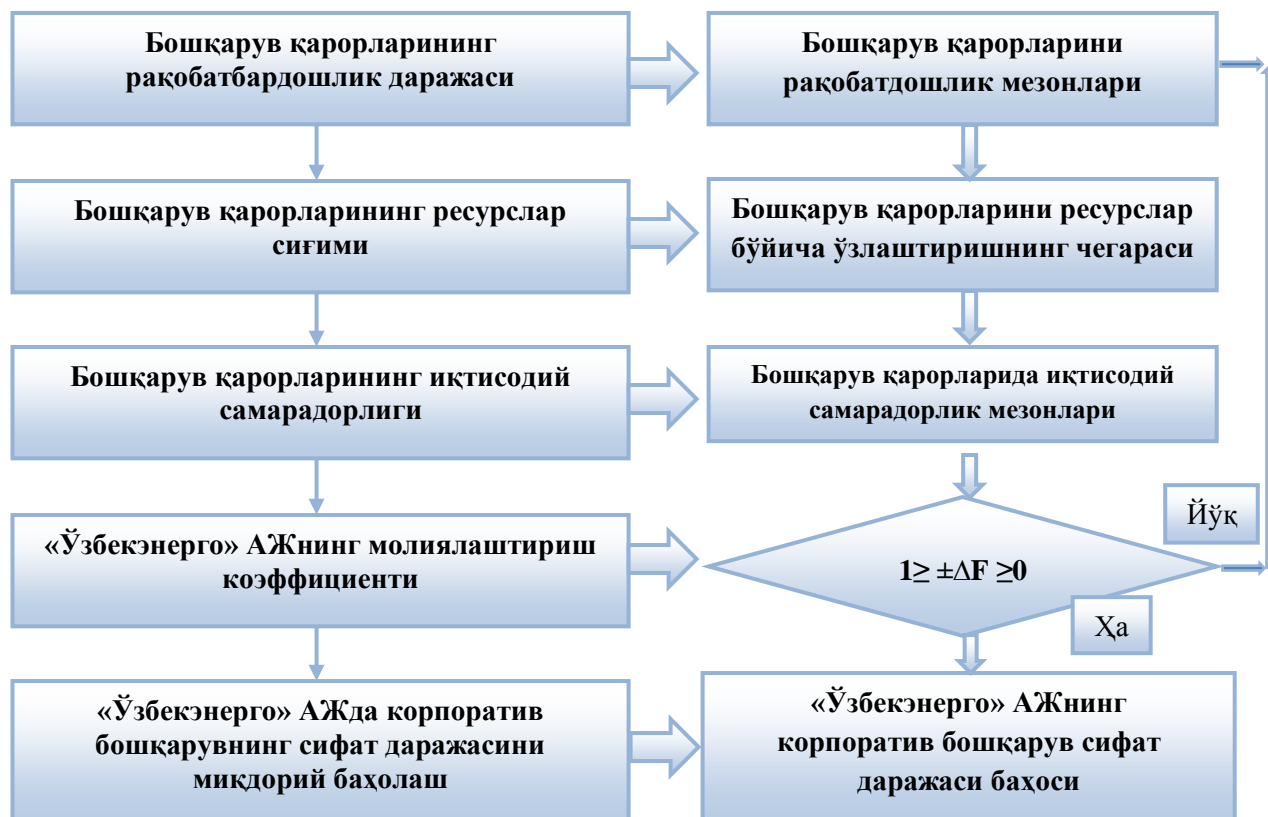 Бошқарув қарорларининг
рақобатбардошлик даражаси
Бошқарув қарорларини
рақобатдошлик мезонлари
Бошқарув қарорларининг ресурслар
сиғими
Бошқарув қарорларини ресурслар
бўйича ўзлаштиришнинг чегараси
Бошқарув қарорларининг иқтисодий
самарадорлиги
Бошқарув қарорларида иқтисодий
самарадорлик мезонлари
«Ўзбекэнерго» АЖнинг молиялаштириш
коэффициенти
1≥ ±∆F ≥0
Йўқ
Ҳа
«Ўзбекэнерго» АЖда корпоратив
бошқарувнинг сифат даражасини
миқдорий баҳолаш
«Ўзбекэнерго» АЖнинг
корпоратив бошқарув сифат
даражаси баҳоси